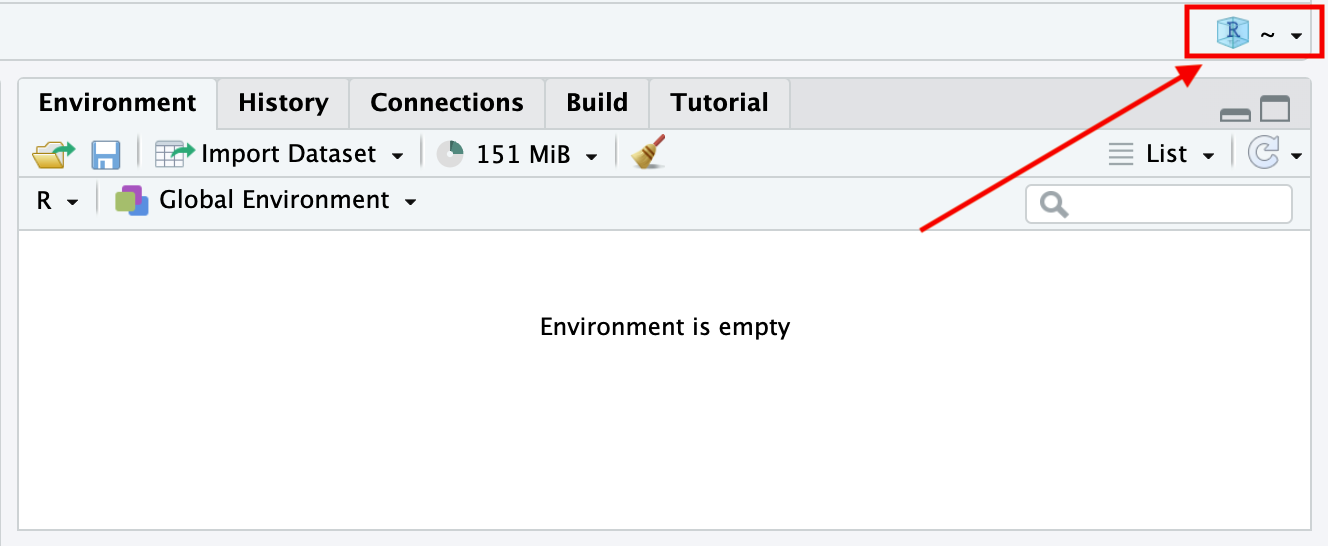 R ~
Environment History Connections Build Tutorial
Import Dataset 151 MiB List
R Global Environment
Environment is empty